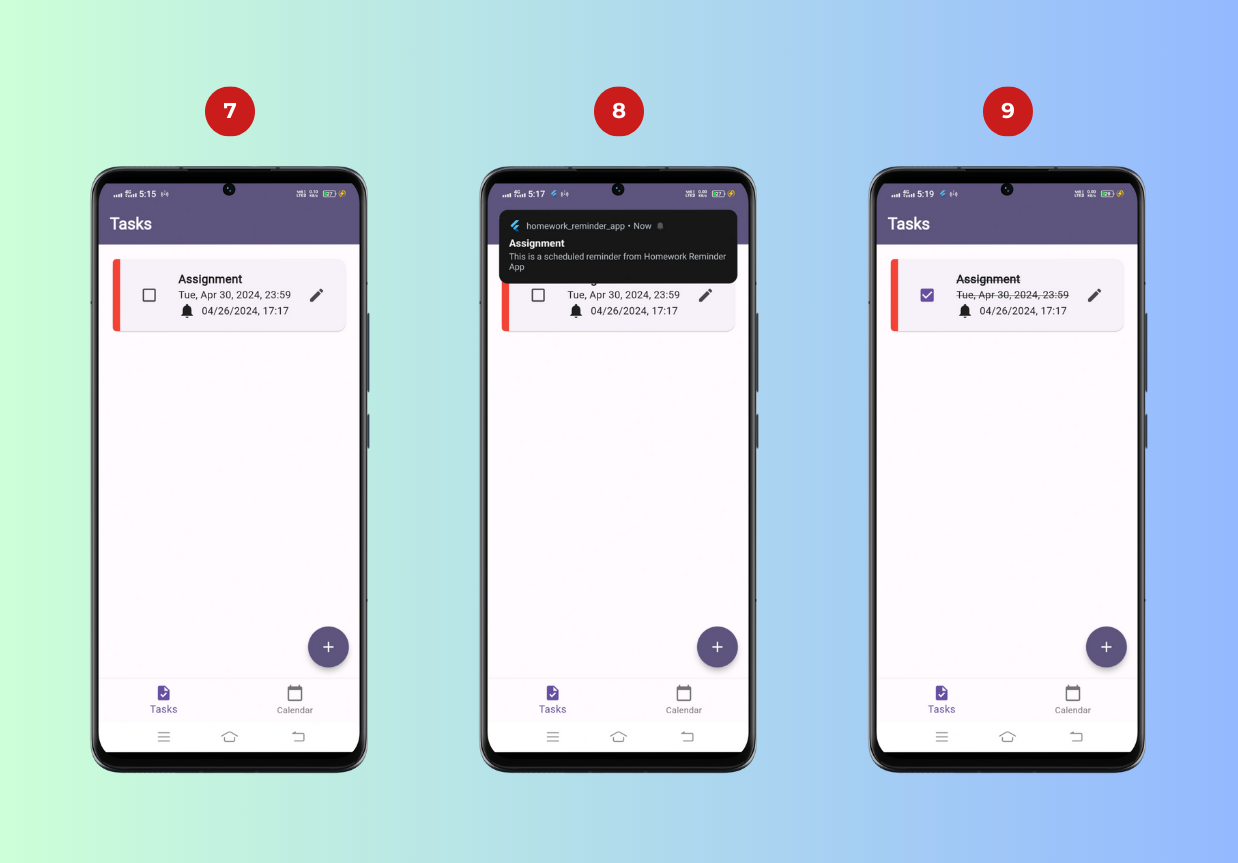 7
8
9
5:15
Tasks
Assignment
Tue, Apr 30, 2024, 23:59
04/26/2024, 17:17
+
Tasks
Calendar
5:17
homework_reminder_app • Now
Assignment
This is a scheduled reminder from Homework Reminder
App
Tue, Apr 30, 2024, 23:59
04/26/2024, 17:17
+
Tasks
Calendar
5:19
Tasks
Assignment
Tue, Apr 30, 2024, 23:59
04/26/2024, 17:17
+
Tasks
Calendar